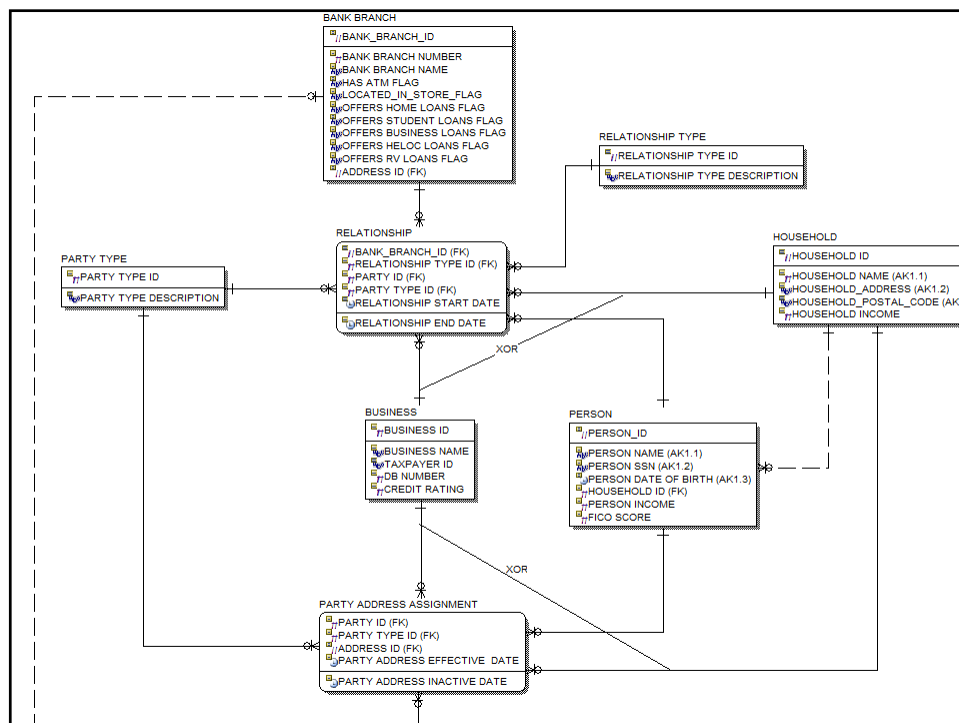 BANK BRANCH
BANK_BRANCH_ID
BANK BRANCH NUMBER
BANK BRANCH NAME
HAS ATM FLAG
LOCATED_IN_STORE_FLAG
OFFERS HOME LOANS FLAG
OFFERS STUDENT LOANS FLAG
OFFERS BUSINESS LOANS FLAG
OFFERS HELOC LOANS FLAG
OFFERS RV LOANS FLAG
ADDRESS ID (FK)
RELATIONSHIP TYPE
RELATIONSHIP TYPE ID
RELATIONSHIP TYPE DESCRIPTION
RELATIONSHIP
BANK_BRANCH_ID (FK)
RELATIONSHIP TYPE ID (FK)
PARTY ID (FK)
PARTY TYPE ID (FK)
RELATIONSHIP START DATE
RELATIONSHIP END DATE
PARTY TYPE
PARTY TYPE ID
PARTY TYPE DESCRIPTION
HOUSEHOLD
HOUSEHOLD ID
HOUSEHOLD NAME (AK1.1)
HOUSEHOLD_ADDRESS (AK1.2)
HOUSEHOLD_POSTAL_CODE (AK
HOUSEHOLD INCOME
XOR
BUSINESS
BUSINESS ID
BUSINESS NAME
TAXPAYER ID
DB NUMBER
CREDIT RATING
PERSON
PERSON_ID
PERSON NAME (AK1.1)
PERSON SSN (AK1.2)
PERSON DATE OF BIRTH (AK1.3)
HOUSEHOLD ID (FK)
PERSON INCOME
FICO SCORE
XOR
PARTY ADDRESS ASSIGNMENT
PARTY ID (FK)
PARTY TYPE ID (FK)
ADDRESS ID (FK)
PARTY ADDRESS EFFECTIVE DATE
PARTY ADDRESS INACTIVE DATE